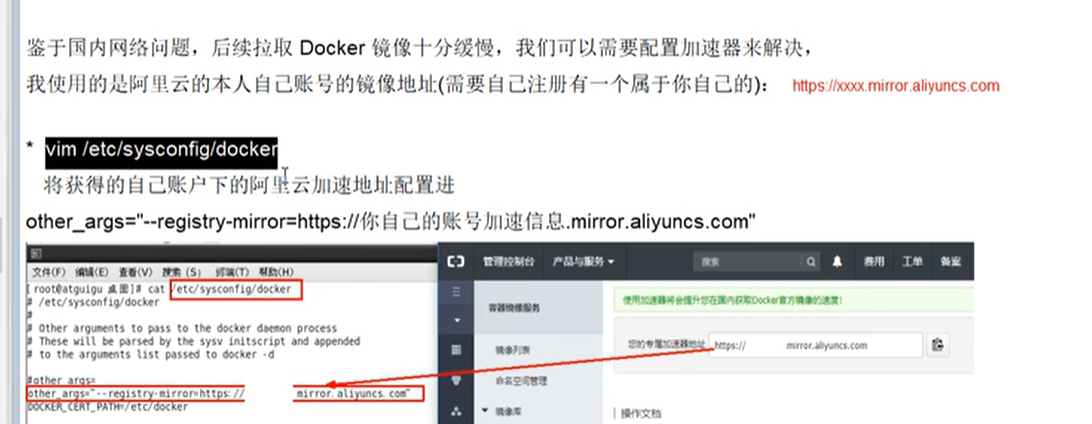 鉴于国内网络问题，后续拉取 Docker 镜像十分缓慢，我们可以需要配置加速器来解决，
我使用的是阿里云的本人自己账号的镜像地址(需要自己注册有一个属于你自己的)： https://xxxx.mirror.aliyuncs.com
* vim /etc/sysconfig/docker
将获得的自己账户下的阿里云加速地址配置进
other_args="--registry-mirror=https://你自己的账号加速信息.mirror.aliyuncs.com"
文件(F) 编辑(E) 查看(V) 搜索 (S) 终端(T) 帮助(H)
[ root@atguigu 桌面]# cat /etc/sysconfig/docker
# /etc/sysconfig/docker
#
# Other arguments to pass to the docker daemon process
# These will be parsed by the sysv initscript and appended
# to the arguments list passed to docker -d
#other_args=
other_args="--registry-mirror=https://   mirror.aliyuncs.com"
DOCKER_CERT_PATH=/etc/docker
管理控制台 产品与服务 搜索 费用 工单 备案
容器镜像服务
镜像列表
命名空间管理
镜像库
使用加速器将会提升您在国内获取Docker官方镜像的速度!
您的专属加速器地址 https://   mirror.aliyuncs.com
操作文档